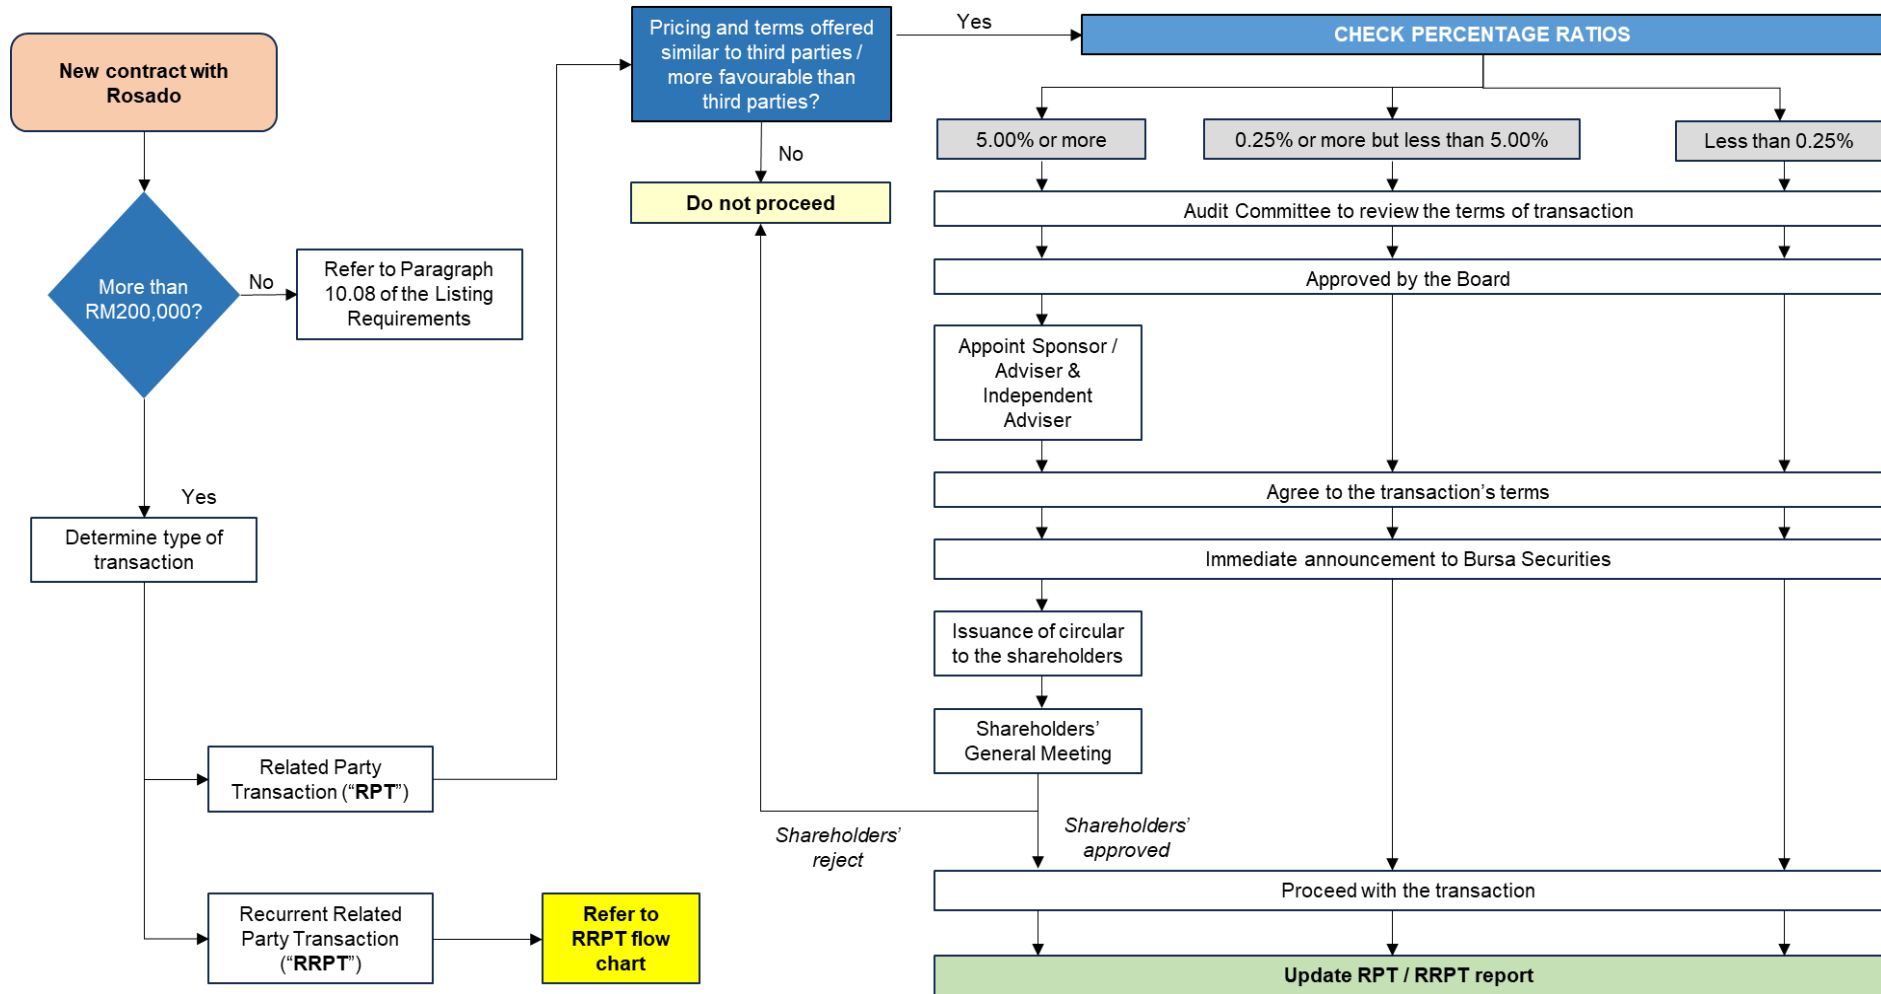 New contract with
Rosado
More than
RM200,000?
No
Refer to Paragraph
10.08 of the Listing
Requirements
Yes
Determine type of
transaction
Related Party
Transaction (“RPT”)
Recurrent Related
Party Transaction
(“RRPT”)
Refer to
RRPT flow
chart
Pricing and terms offered
similar to third parties /
more favourable than
third parties?
Yes
No
Do not proceed
CHECK PERCENTAGE RATIOS
5.00% or more
0.25% or more but less than 5.00%
Less than 0.25%
Audit Committee to review the terms of transaction
Approved by the Board
Appoint Sponsor /
Adviser &
Independent
Adviser
Agree to the transaction’s terms
Immediate announcement to Bursa Securities
Issuance of circular
to the shareholders
Shareholders’
General Meeting
Shareholders’
reject
Shareholders’
approved
Proceed with the transaction
Update RPT / RRPT report